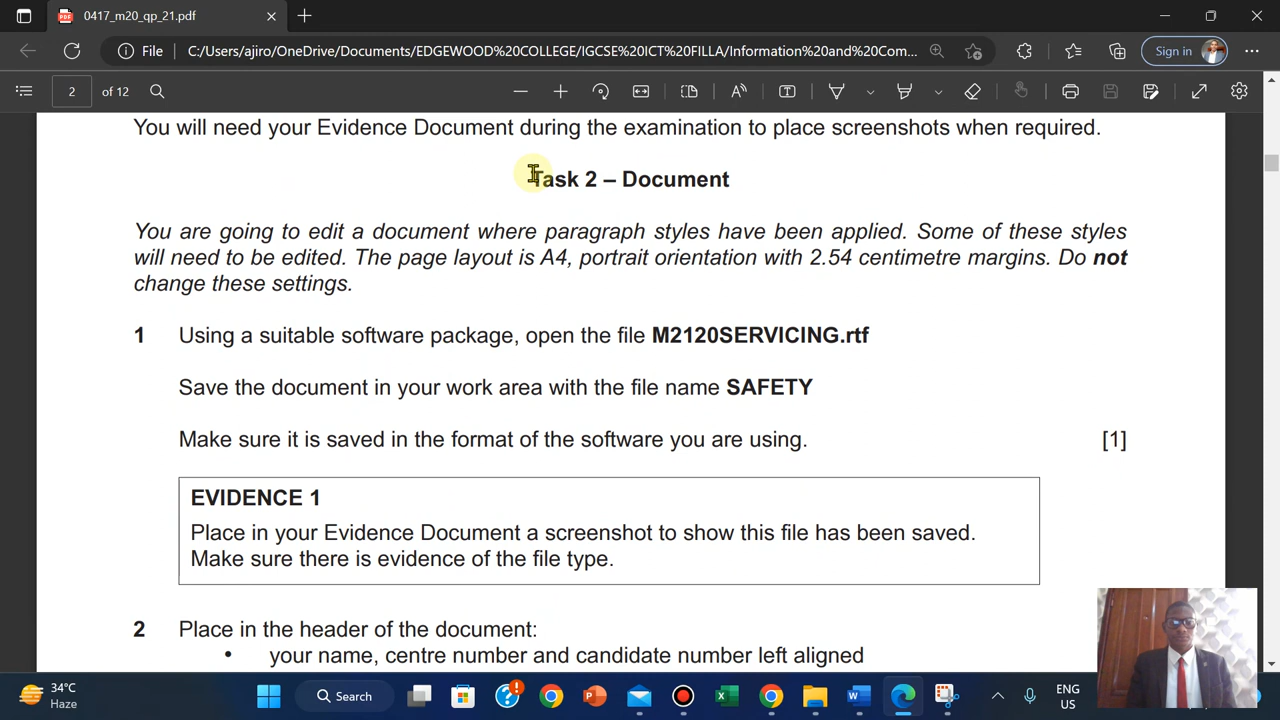 0417_m20_qp_21.pdf
File
C:/Users/ajiro/OneDrive/Documents/EDGEWOOD%20COLLEGE/IGCSE%20ICT%20FILLA/Information%20and%20Com...
Sign in
2 of 12
You will need your Evidence Document during the examination to place screenshots when required.
Task 2 – Document
You are going to edit a document where paragraph styles have been applied. Some of these styles
will need to be edited. The page layout is A4, portrait orientation with 2.54 centimetre margins. Do not
change these settings.
1 Using a suitable software package, open the file M2120SERVICING.rtf
Save the document in your work area with the file name SAFETY
Make sure it is saved in the format of the software you are using. [1]
EVIDENCE 1
Place in your Evidence Document a screenshot to show this file has been saved.
Make sure there is evidence of the file type.
2 Place in the header of the document:
• your name, centre number and candidate number left aligned
34°C
Haze
Search
ENG
US